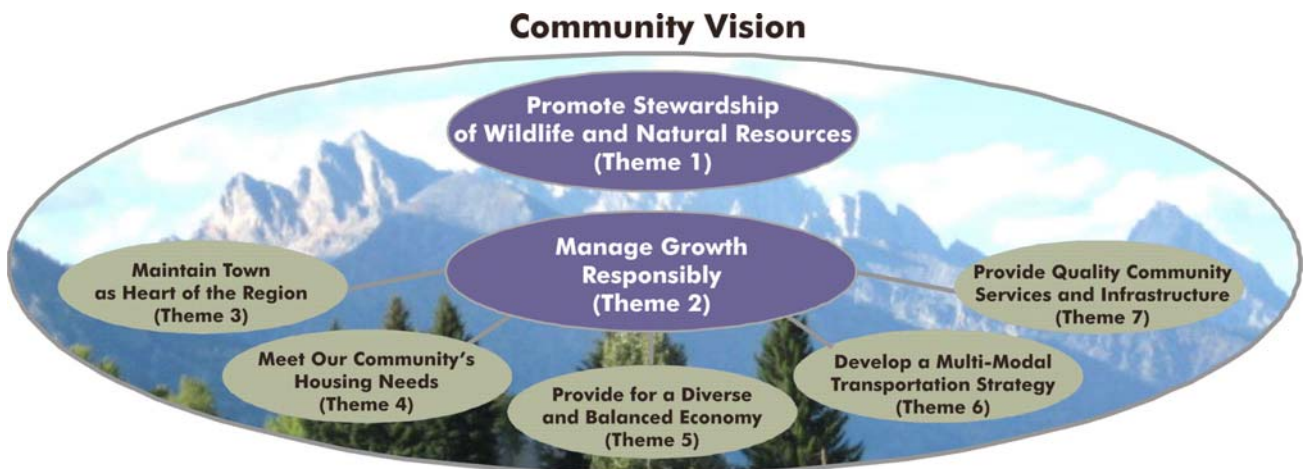 Community Vision
Promote Stewardship
of Wildlife and Natural Resources
(Theme 1)
Manage Growth
Responsibly
(Theme 2)
Maintain Town
as Heart of the Region
(Theme 3)
Meet Our Community's
Housing Needs
(Theme 4)
Provide for a Diverse
and Balanced Economy
(Theme 5)
Develop a Multi-Modal
Transportation Strategy
(Theme 6)
Provide Quality Community
Services and Infrastructure
(Theme 7)